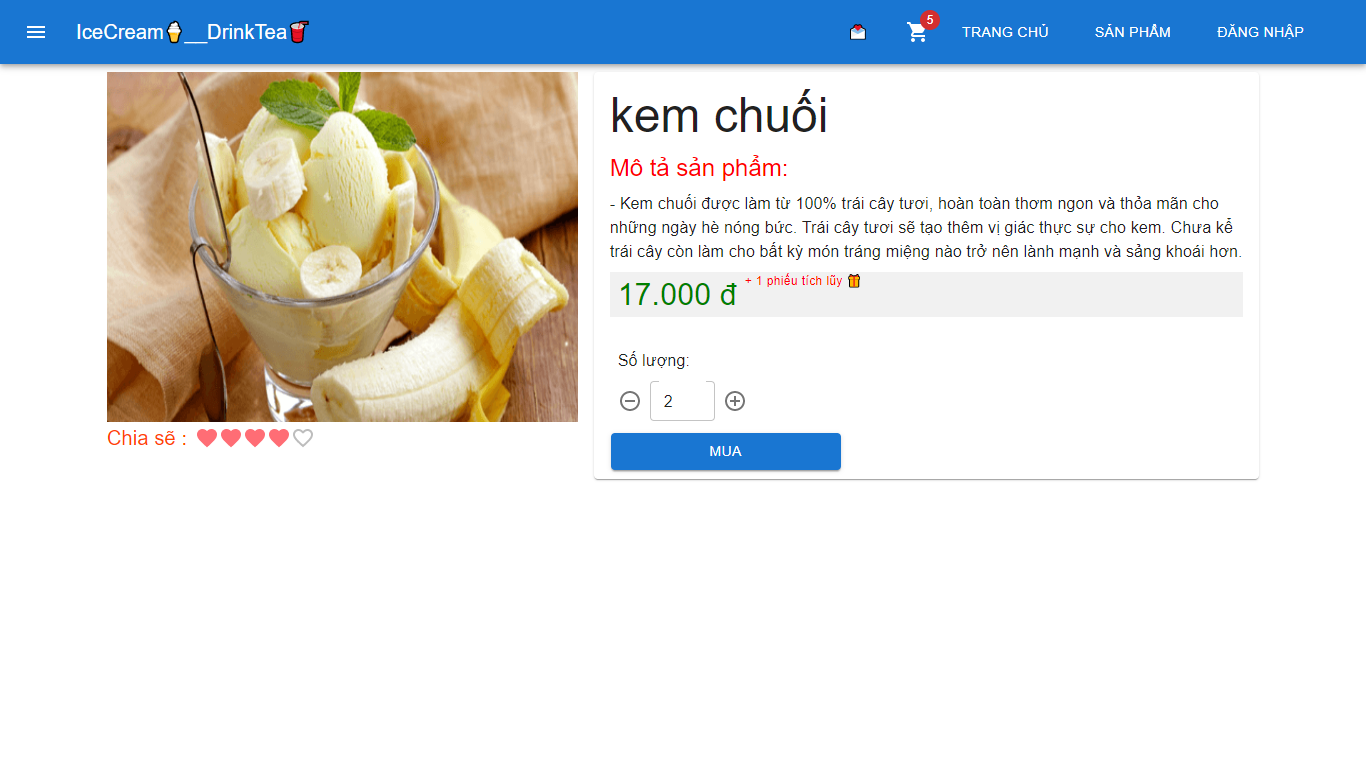 IceCream🍦__DrinkTea🥤
5
TRANG CHỦ
SẢN PHẨM
ĐĂNG NHẬP
kem chuối
Mô tả sản phẩm:
- Kem chuối được làm từ 100% trái cây tươi, hoàn toàn thơm ngon và thỏa mãn cho
những ngày hè nóng bức. Trái cây tươi sẽ tạo thêm vị giác thực sự cho kem. Chưa kể
trái cây còn làm cho bất kỳ món tráng miệng nào trở nên lành mạnh và sảng khoái hơn.
17.000 đ + 1 phiếu tích lũy 🎁
Số lượng:
2
MUA
Chia sẽ :